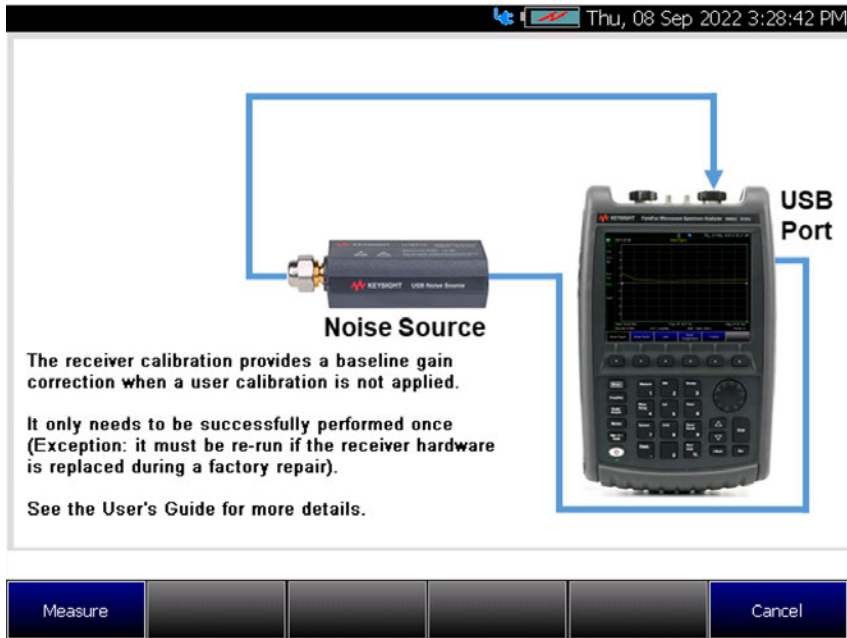 Thu, 08 Sep 2022 3:28:42 PM
USB
Port
KEYSIGHT
KEYSIGHT USB Noise Source
Noise Source
The receiver calibration provides a baseline gain
correction when a user calibration is not applied.
It only needs to be successfully performed once
(Exception: it must be re-run if the receiver hardware
is replaced during a factory repair).
See the User's Guide for more details.
Measure
Cancel